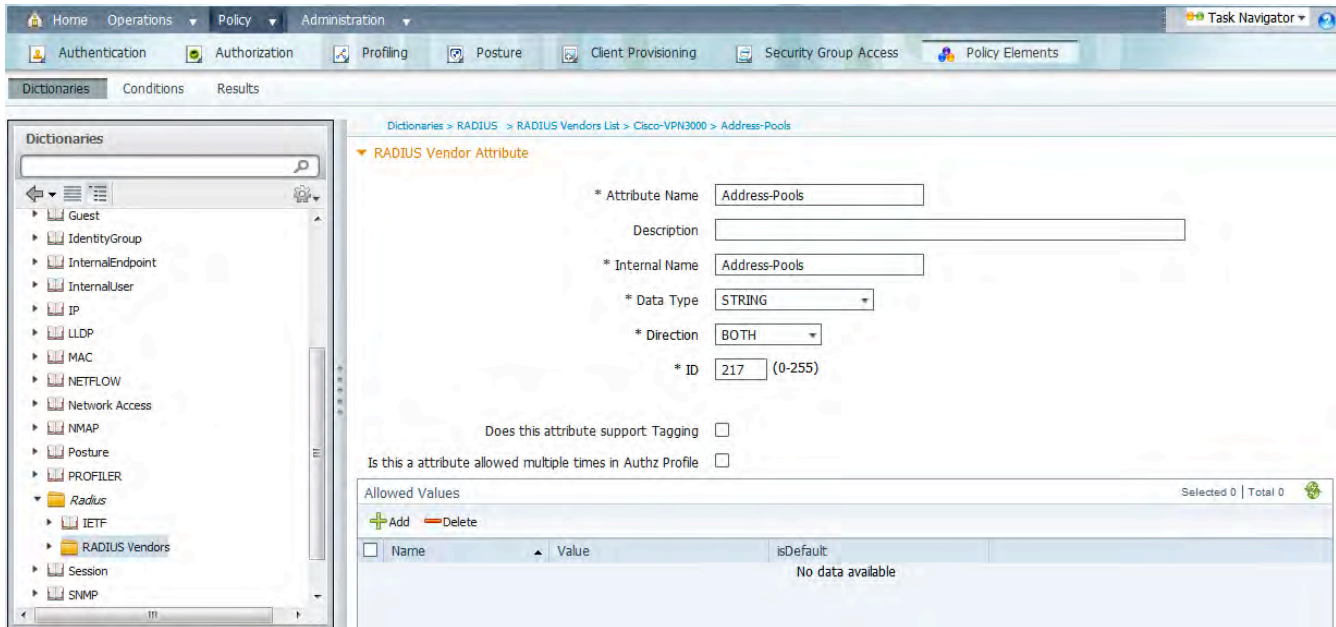 Home Operations Policy Administration Task Navigator
Authentication Authorization Profiling Posture Client Provisioning Security Group Access Policy Elements
Dictionaries Conditions Results
Dictionaries
Guest
IdentityGroup
InternalEndpoint
InternalUser
IP
LLDP
MAC
NETFLOW
Network Access
NMAP
Posture
PROFILER
Radius
IETF
RADIUS Vendors
Session
SNMP
Dictionaries > RADIUS > RADIUS Vendors List > Cisco-VPN3000 > Address-Pools
RADIUS Vendor Attribute
* Attribute Name Address-Pools
Description
* Internal Name Address-Pools
* Data Type STRING
* Direction BOTH
* ID 217 (0-255)
Does this attribute support Tagging
Is this a attribute allowed multiple times in Authz Profile
Allowed Values Selected 0 | Total 0
Add Delete
Name Value isDefault
No data available